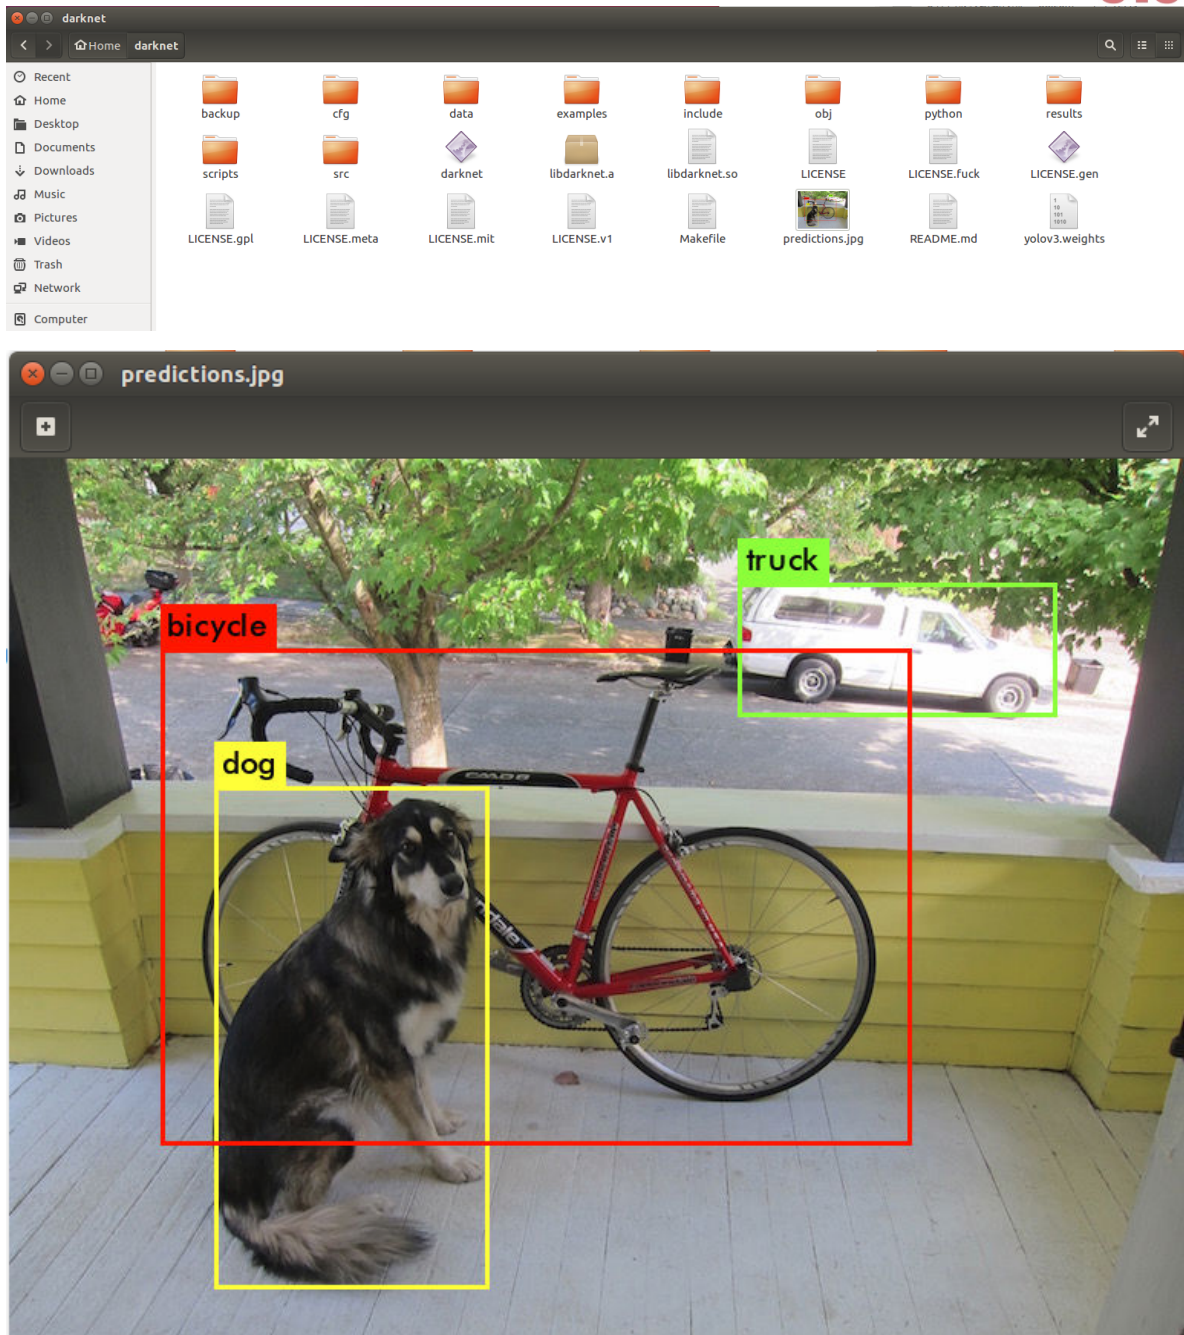 darknet
Home darknet
Recent
Home
Desktop
Documents
Downloads
Music
Pictures
Videos
Trash
Network
Computer
backup cfg data examples include obj python results
scripts src darknet libdarknet.a libdarknet.so LICENSE LICENSE.fuck LICENSE.gen
LICENSE.gpl LICENSE.meta LICENSE.mit LICENSE.v1 Makefile predictions.jpg README.md yolov3.weights
predictions.jpg
truck
bicycle
dog
CAAD8
ndale